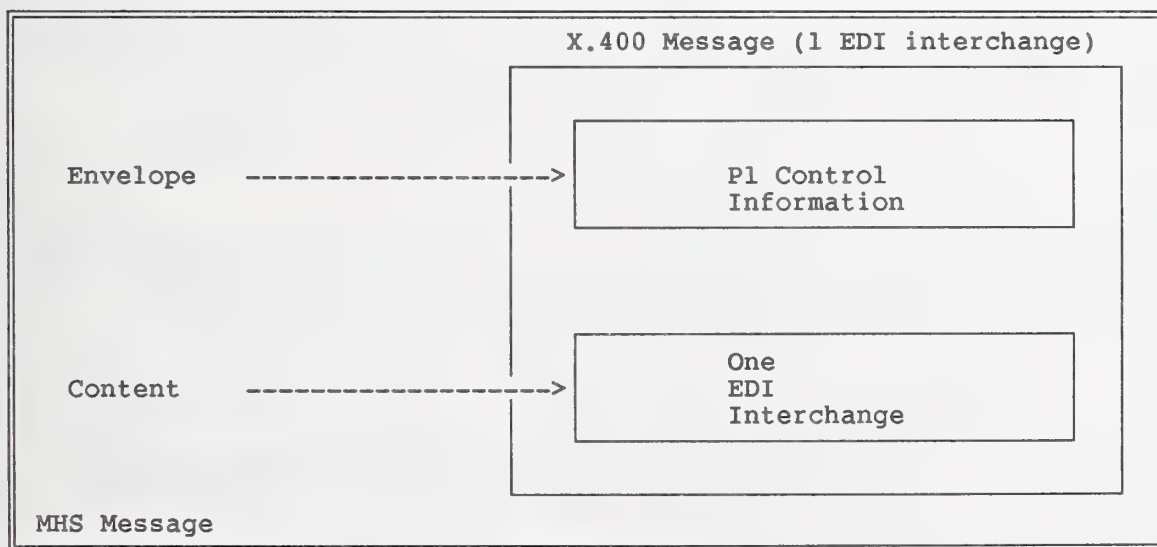 X.400 Message (1 EDI interchange)
Envelope
P1 Control
Information
Content
One
EDI
Interchange
MHS Message